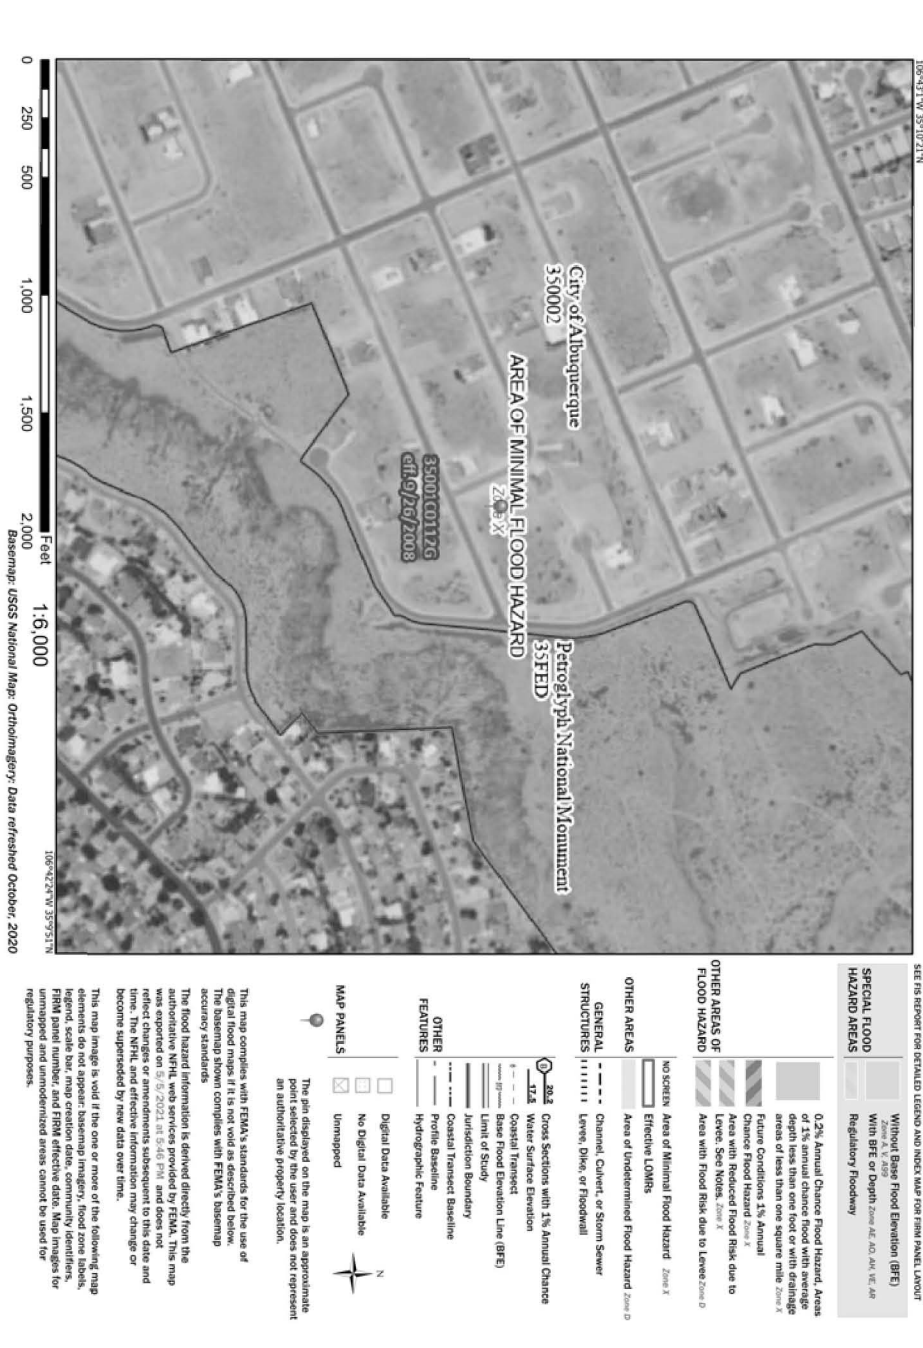 SEE FIS REPORT FOR DETAILED LEGEND AND INDEX MAP FOR FIRM PANEL LAYOUT
106°43'1"W 35°10'21"N
City of Albuquerque
350002
AREA OF MINIMAL FLOOD HAZARD
Zone X
35001C0112G
eff. 9/26/2008
Petroglyph National Monument
35FED
0
250
500
1,000
1,500
2,000
Feet
1:6,000
106°42'24"W 35°9'51"N
Basemap: USGS National Map: Orthoimagery: Data refreshed October, 2020
SPECIAL FLOOD
HAZARD AREAS
Without Base Flood Elevation (BFE)
Zone A, V, A99
With BFE or Depth Zone AE, AO, AH, VE, AR
Regulatory Floodway
0.2% Annual Chance Flood Hazard, Areas
of 1% annual chance flood with average
depth less than one foot or with drainage
areas of less than one square mile Zone X
Future Conditions 1% Annual
Chance Flood Hazard Zone X
Area with Reduced Flood Risk due to
Levee. See Notes. Zone X
Area with Flood Risk due to Levee Zone D
OTHER AREAS OF
FLOOD HAZARD
NO SCREEN
Area of Minimal Flood Hazard Zone X
Effective LOMRs
OTHER AREAS
Area of Undetermined Flood Hazard Zone D
GENERAL
STRUCTURES
Channel, Culvert, or Storm Sewer
Levee, Dike, or Floodwall
B
20.2
Cross Sections with 1% Annual Chance
17.5
Water Surface Elevation
Coastal Transect
Base Flood Elevation Line (BFE)
Limit of Study
Jurisdiction Boundary
Coastal Transect Baseline
OTHER
FEATURES
Profile Baseline
Hydrographic Feature
Digital Data Available
No Digital Data Available
MAP PANELS
Unmapped
N
The pin displayed on the map is an approximate
point selected by the user and does not represent
an authoritative property location.
This map complies with FEMA's standards for the use of
digital flood maps if it is not void as described below.
The basemap shown complies with FEMA's basemap
accuracy standards
The flood hazard information is derived directly from the
authoritative NFHL web services provided by FEMA. This map
was exported on 5/5/2021 at 5:46 PM and does not
reflect changes or amendments subsequent to this date and
time. The NFHL and effective information may change or
become superseded by new data over time.
This map image is void if the one or more of the following map
elements do not appear: basemap imagery, flood zone labels,
legend, scale bar, map creation date, community identifiers,
FIRM panel number, and FIRM effective date. Map images for
unmapped and unmodernized areas cannot be used for
regulatory purposes.